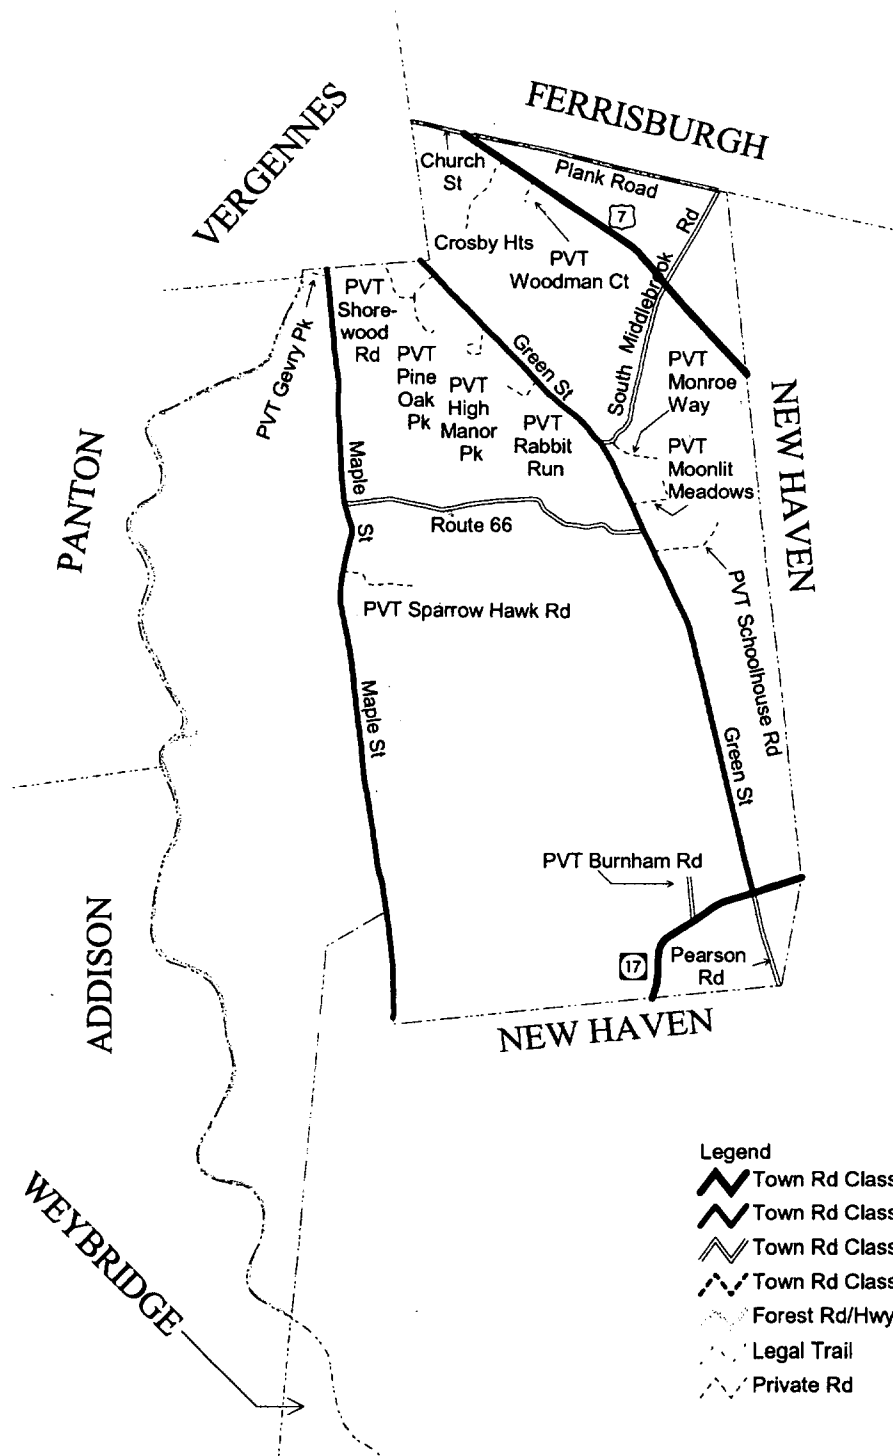 FERRISBURGH
VERGENNES
Church
St
Plank Road
7
Crosby Hts
PVT
Woodman Ct
South Middlebrook Rd
PVT Gevry Pk
PVT
Shore-
wood
Rd
PVT
Pine
Oak
Pk
PVT
High
Manor
Pk
Green St
PVT
Rabbit
Run
PVT
Monroe
Way
PVT
Moonlit
Meadows
NEW HAVEN
PANTON
Maple St
Route 66
PVT Sparrow Hawk Rd
PVT Schoolhouse Rd
Maple St
Green St
PVT Burnham Rd
17
Pearson
Rd
ADDISON
NEW HAVEN
WEYBRIDGE
Legend
Town Rd Class
Town Rd Class
Town Rd Class
Town Rd Class
Forest Rd/Hwy
Legal Trail
Private Rd